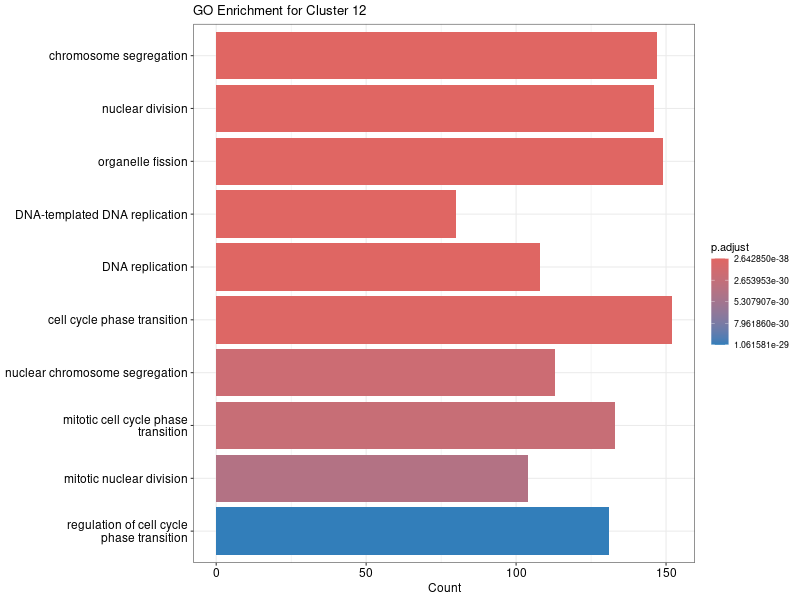 GO Enrichment for Cluster 12
chromosome segregation
nuclear division
organelle fission
DNA-templated DNA replication
DNA replication
cell cycle phase transition
nuclear chromosome segregation
mitotic cell cycle phase
transition
mitotic nuclear division
regulation of cell cycle
phase transition
0
50
100
150
Count
p.adjust
2.642850e-38
2.653953e-30
5.307907e-30
7.961860e-30
1.061581e-29